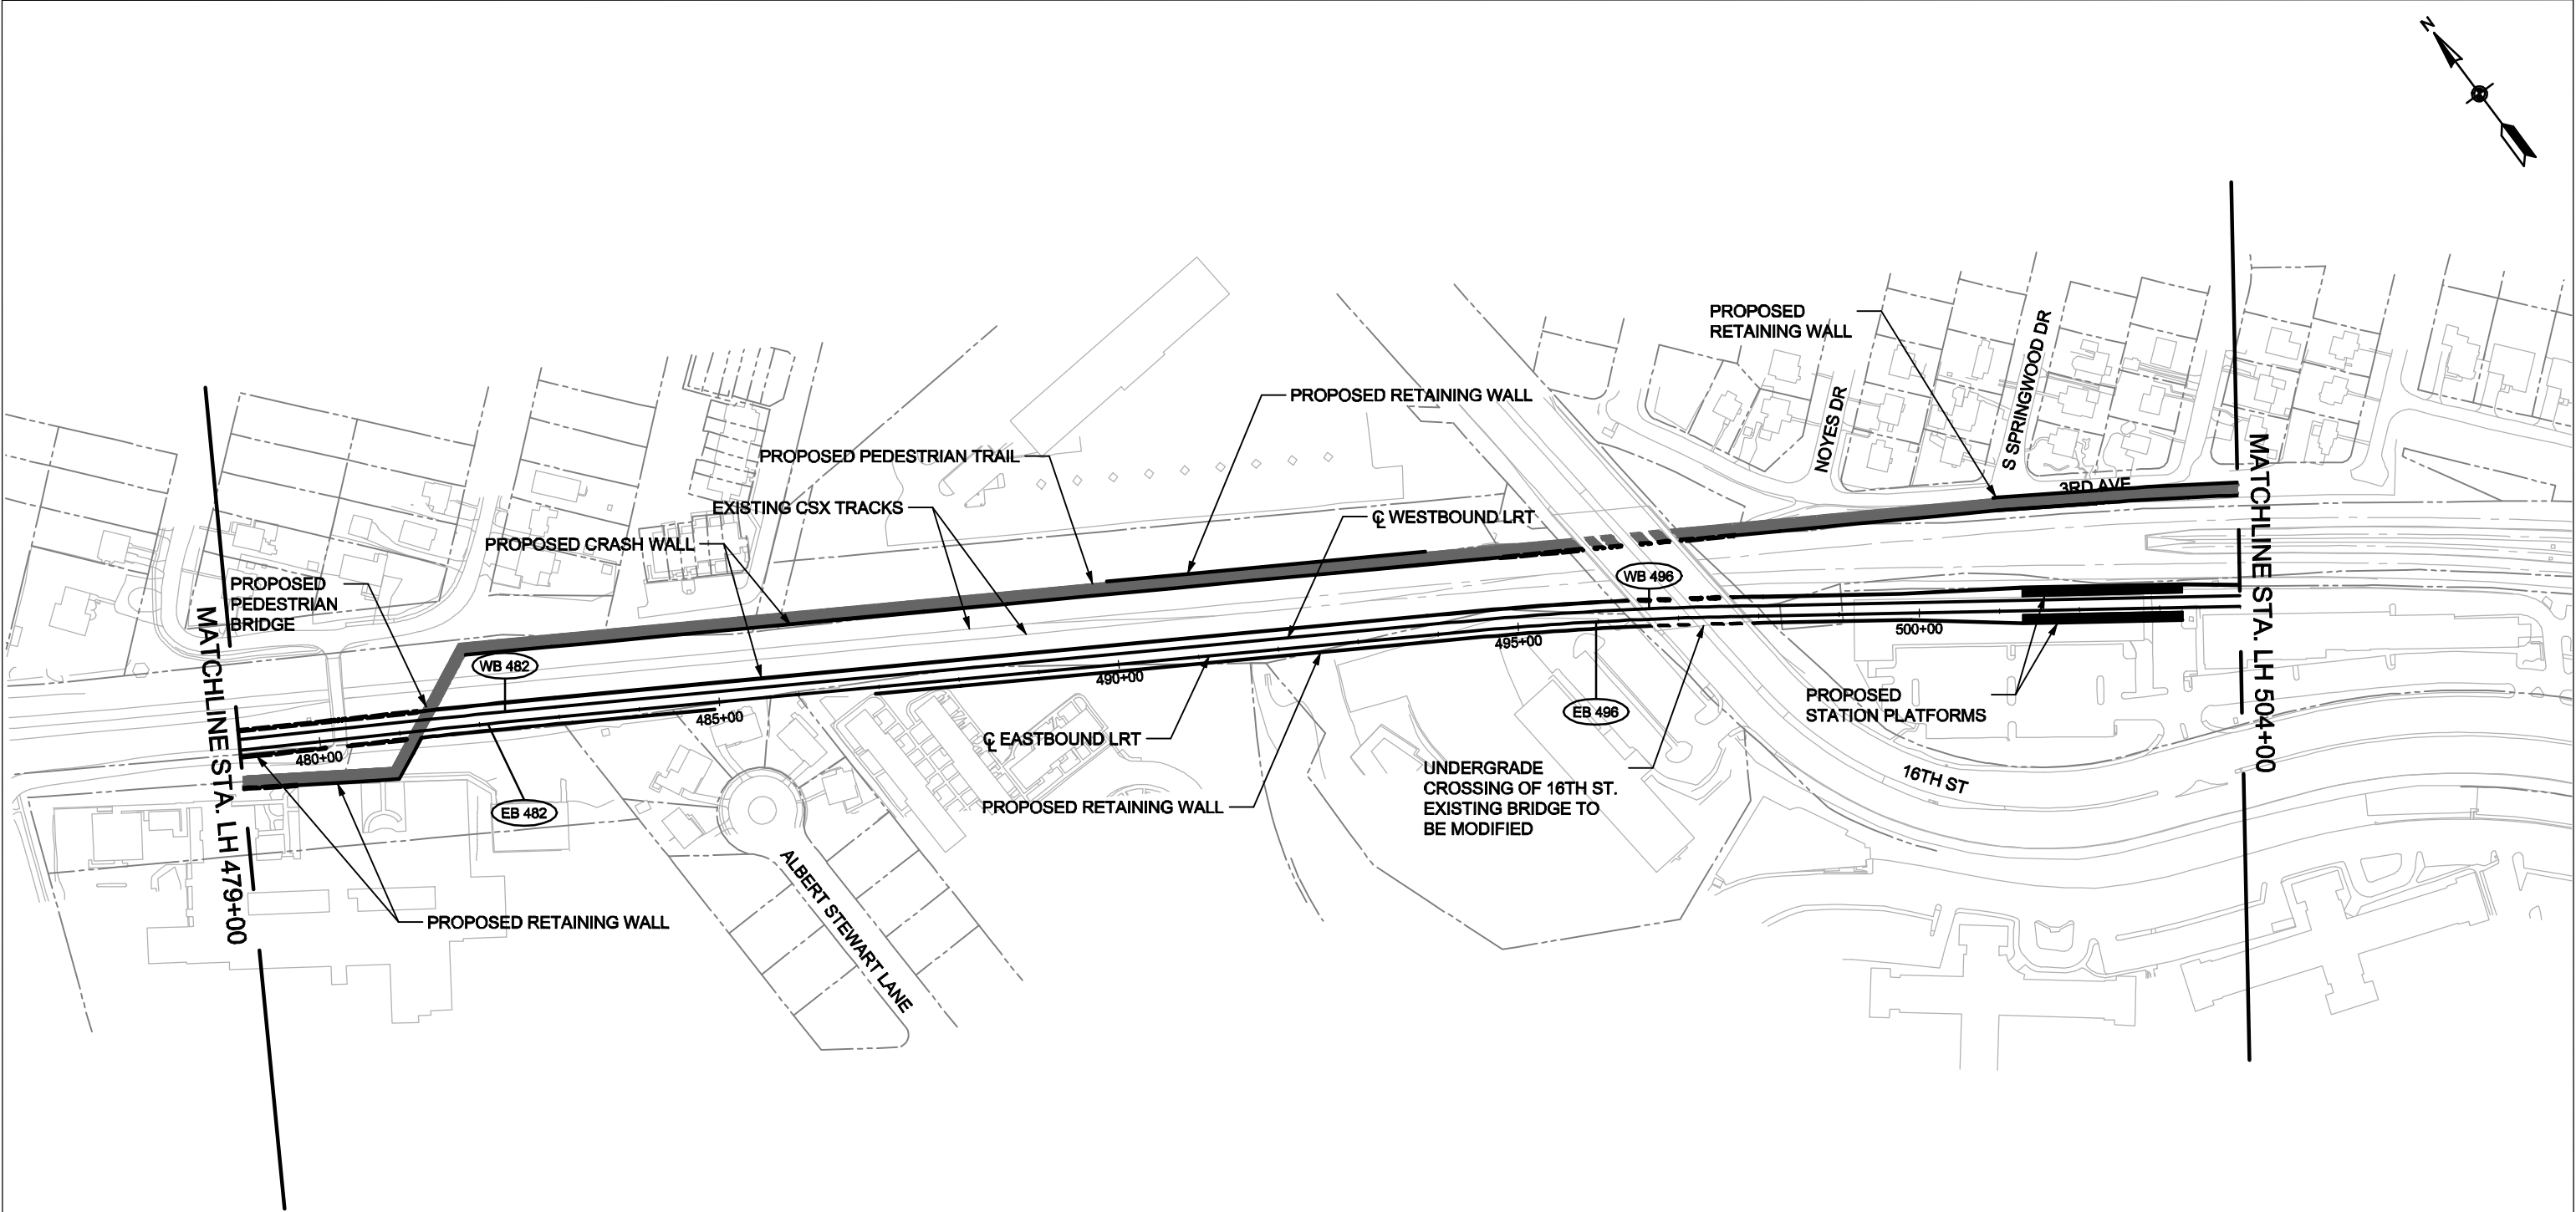 N
PROPOSED
RETAINING WALL
S SPRINGWOOD DR
NOYES DR
PROPOSED RETAINING WALL
PROPOSED PEDESTRIAN TRAIL
3RD AVE
EXISTING CSX TRACKS
℄ WESTBOUND LRT
PROPOSED CRASH WALL
PROPOSED
PEDESTRIAN
BRIDGE
WB 496
MATCHLINE STA. LH 479+00
MATCHLINE STA. LH 504+00
WB 482
500+00
495+00
490+00
485+00
480+00
EB 496
PROPOSED
STATION PLATFORMS
℄ EASTBOUND LRT
UNDERGRADE
CROSSING OF 16TH ST.
EXISTING BRIDGE TO
BE MODIFIED
16TH ST
EB 482
PROPOSED RETAINING WALL
ALBERT STEWART LANE
PROPOSED RETAINING WALL